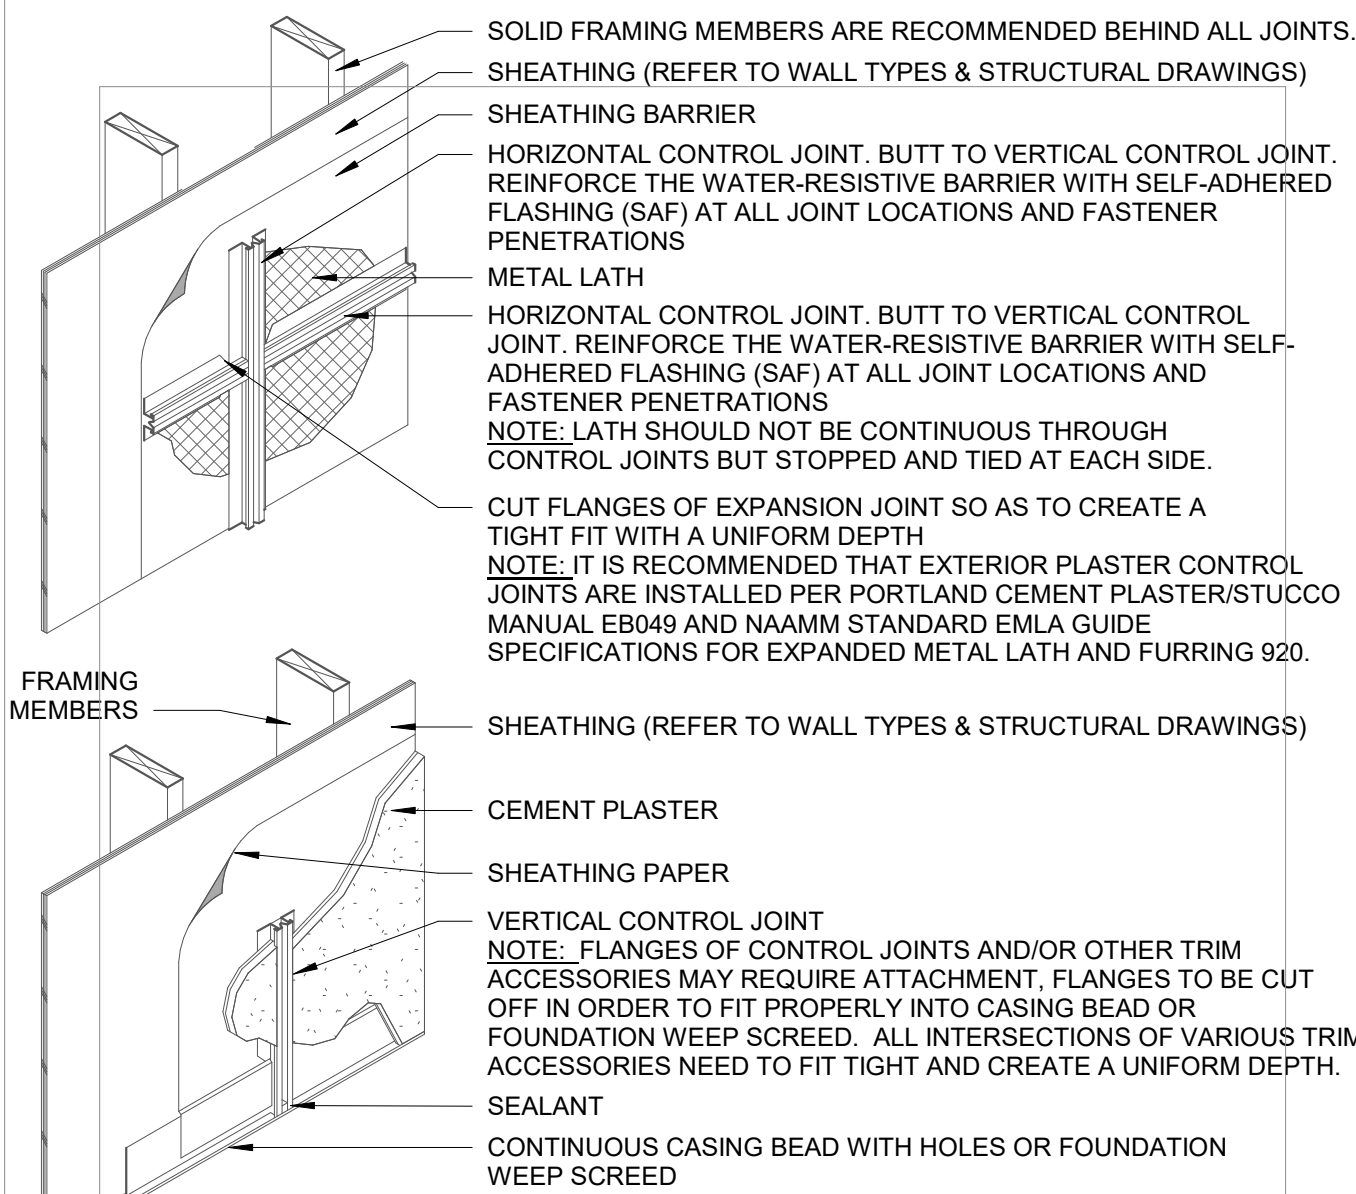 SOLID FRAMING MEMBERS ARE RECOMMENDED BEHIND ALL JOINTS.
SHEATHING (REFER TO WALL TYPES & STRUCTURAL DRAWINGS)
SHEATHING BARRIER
HORIZONTAL CONTROL JOINT. BUTT TO VERTICAL CONTROL JOINT.
REINFORCE THE WATER-RESISTIVE BARRIER WITH SELF-ADHERED
FLASHING (SAF) AT ALL JOINT LOCATIONS AND FASTENER
PENETRATIONS
METAL LATH
HORIZONTAL CONTROL JOINT. BUTT TO VERTICAL CONTROL
JOINT. REINFORCE THE WATER-RESISTIVE BARRIER WITH SELF-
ADHERED FLASHING (SAF) AT ALL JOINT LOCATIONS AND
FASTENER PENETRATIONS
NOTE: LATH SHOULD NOT BE CONTINUOUS THROUGH
CONTROL JOINTS BUT STOPPED AND TIED AT EACH SIDE.
CUT FLANGES OF EXPANSION JOINT SO AS TO CREATE A
TIGHT FIT WITH A UNIFORM DEPTH
NOTE: IT IS RECOMMENDED THAT EXTERIOR PLASTER CONTROL
JOINTS ARE INSTALLED PER PORTLAND CEMENT PLASTER/STUCCO
MANUAL EB049 AND NAAMM STANDARD EMLA GUIDE
SPECIFICATIONS FOR EXPANDED METAL LATH AND FURRING 920.
FRAMING
MEMBERS
SHEATHING (REFER TO WALL TYPES & STRUCTURAL DRAWINGS)
CEMENT PLASTER
SHEATHING PAPER
VERTICAL CONTROL JOINT
NOTE: FLANGES OF CONTROL JOINTS AND/OR OTHER TRIM
ACCESSORIES MAY REQUIRE ATTACHMENT, FLANGES TO BE CUT
OFF IN ORDER TO FIT PROPERLY INTO CASING BEAD OR
FOUNDATION WEEP SCREED. ALL INTERSECTIONS OF VARIOUS TRIM
ACCESSORIES NEED TO FIT TIGHT AND CREATE A UNIFORM DEPTH.
SEALANT
CONTINUOUS CASING BEAD WITH HOLES OR FOUNDATION
WEEP SCREED